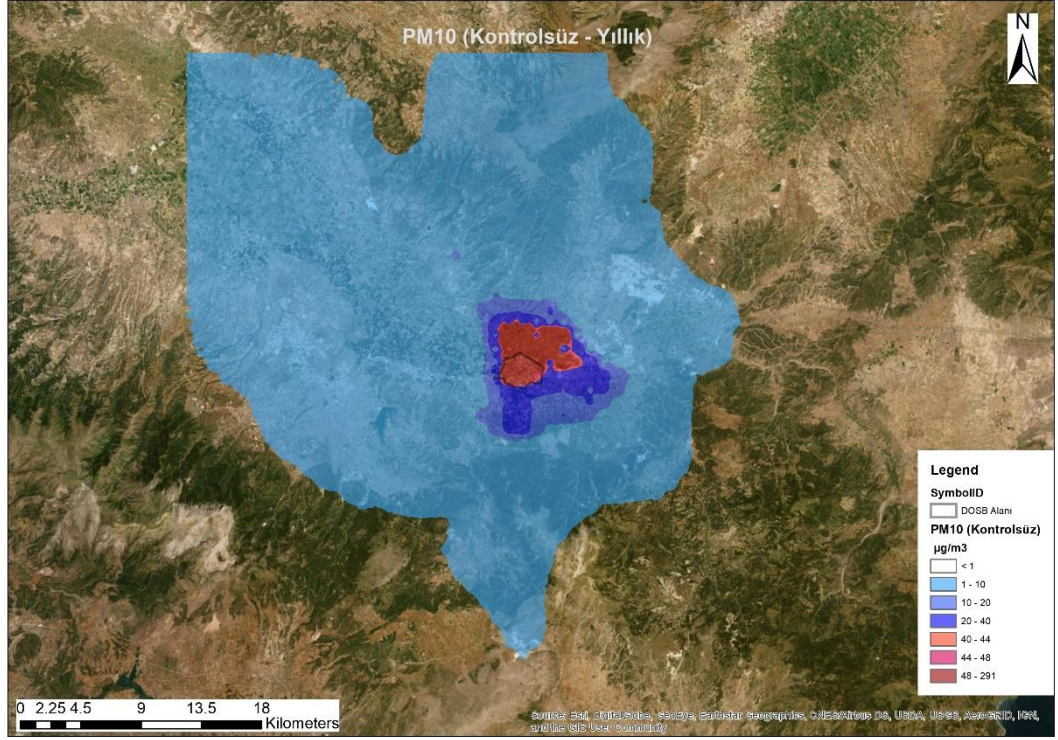 PM10 (Kontrolsüz - Yıllık)
N
Legend
SymbolID
DOSB Alanı
PM10 (Kontrolsüz)
µg/m3
< 1
1 - 10
10 - 20
20 - 40
40 - 44
44 - 48
48 - 291
0 2.25 4.5 9 13.5 18
Kilometers
Source: Esri, DigitalGlobe, GeoEye, Earthstar Geographics, CNES/Airbus DS, USDA, USGS, AeroGRID, IGN,
and the GIS User Community